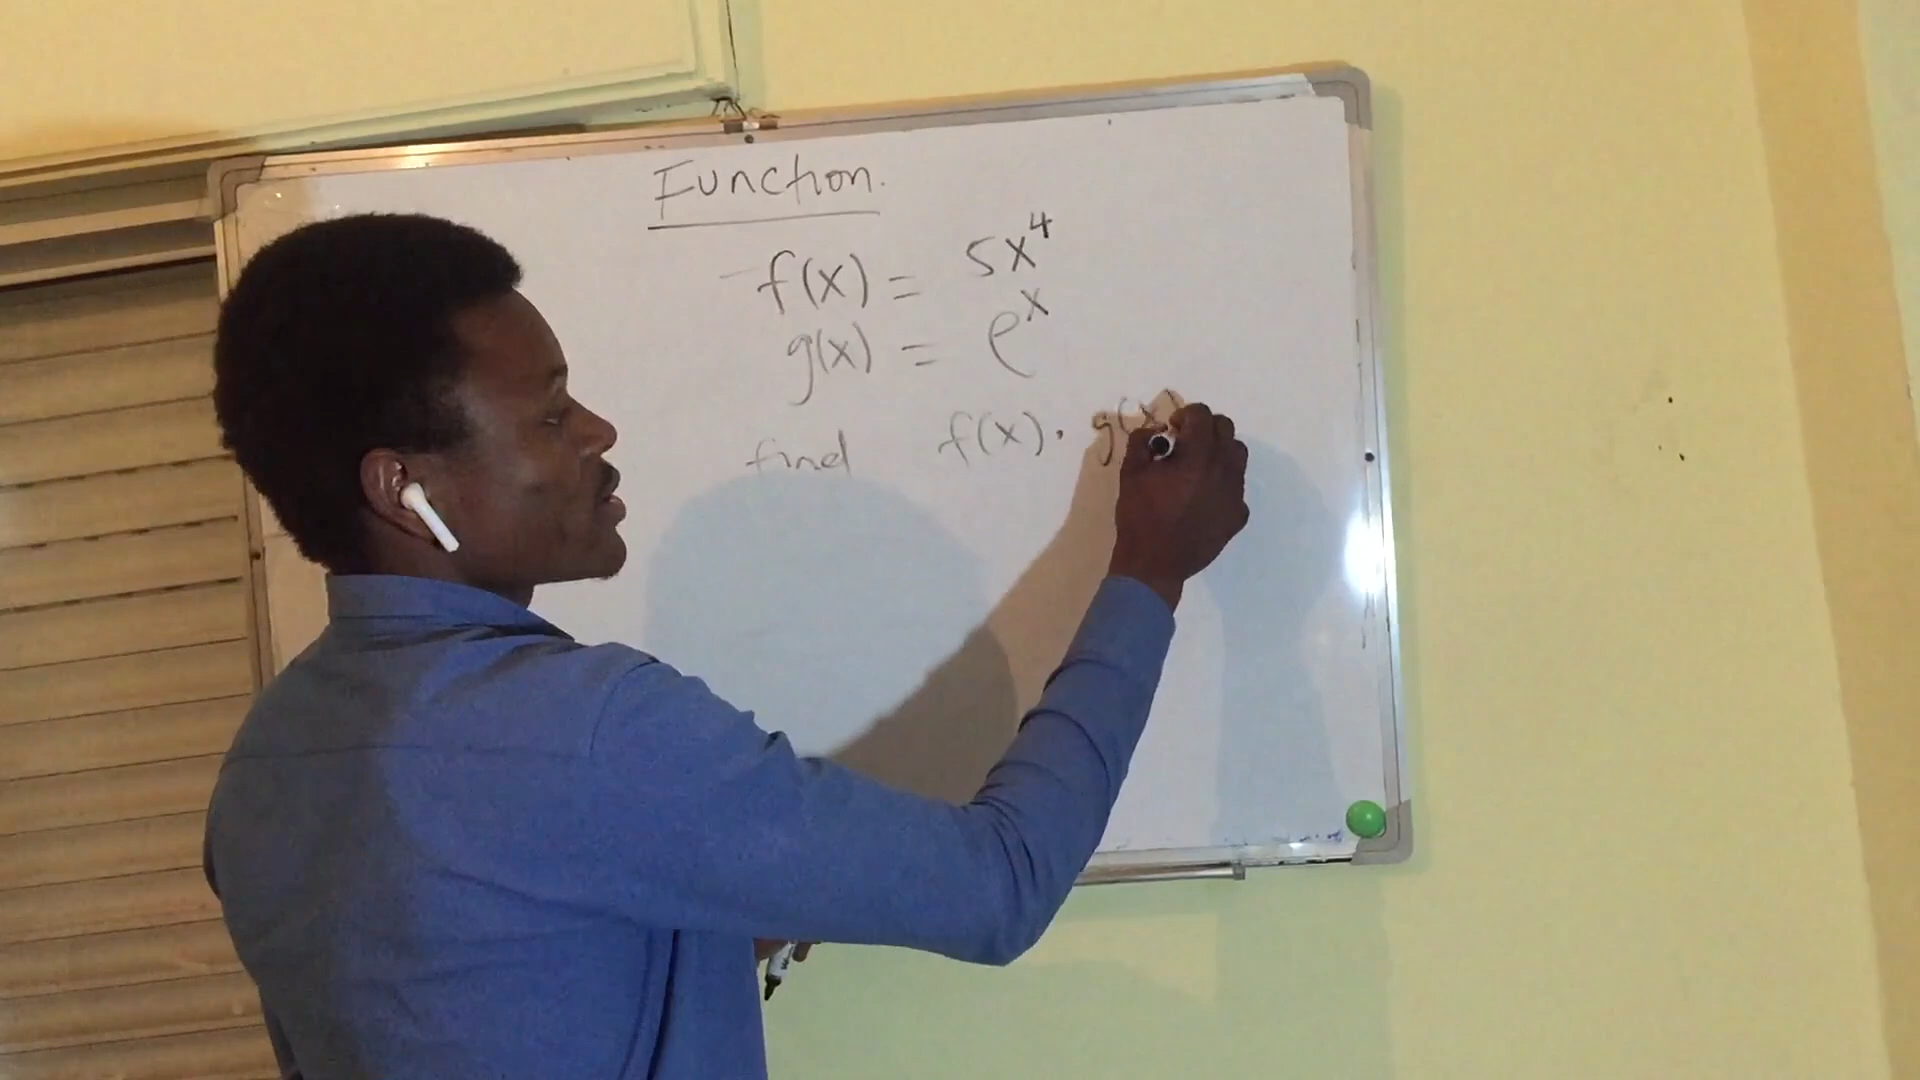 Function.
f(x) = 5x⁴
g(x) = eˣ
find f(x) . g(x)